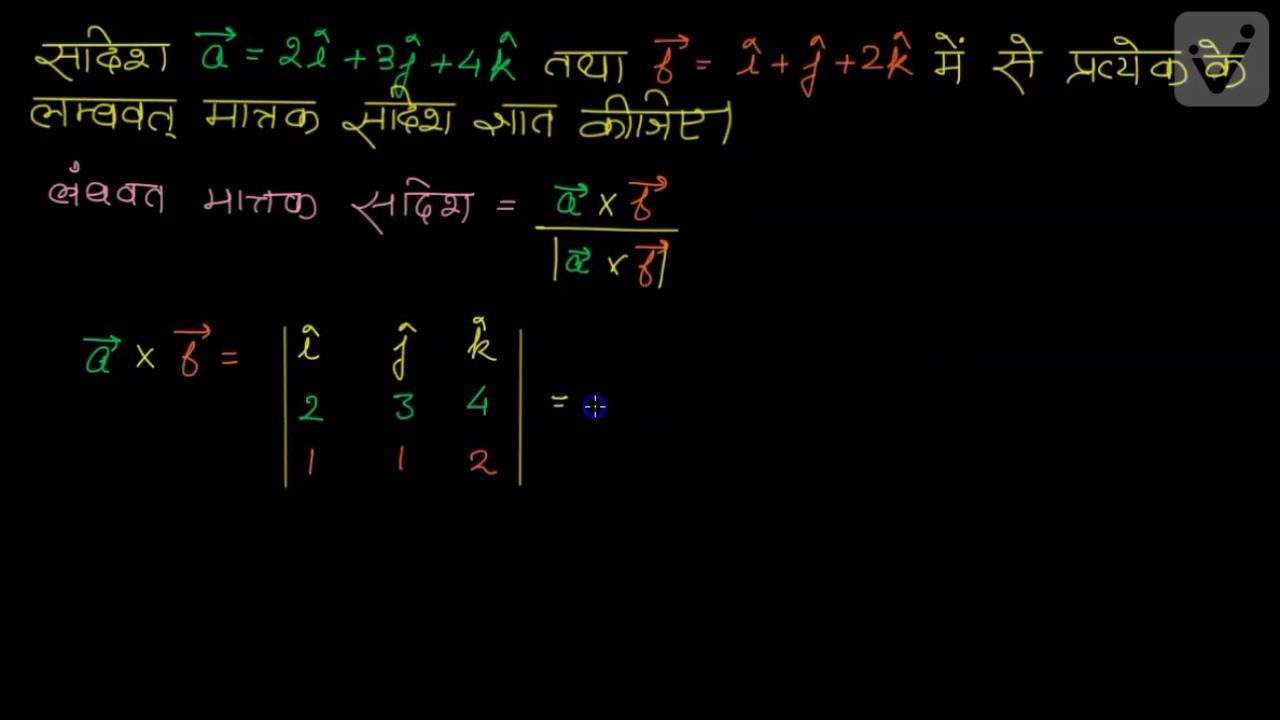 सदिश a⃗ = 2î + 3ĵ + 4k̂ तथा b⃗ = î + ĵ + 2k̂ में से प्रत्येक के
लम्बवत् मात्रक सदिश ज्ञात कीजिए।
लंबवत मात्रक सदिश = a⃗ × b⃗
|a⃗ × b⃗|
a⃗ × b⃗ = | î ĵ k̂ |
2 3 4 =
1 1 2